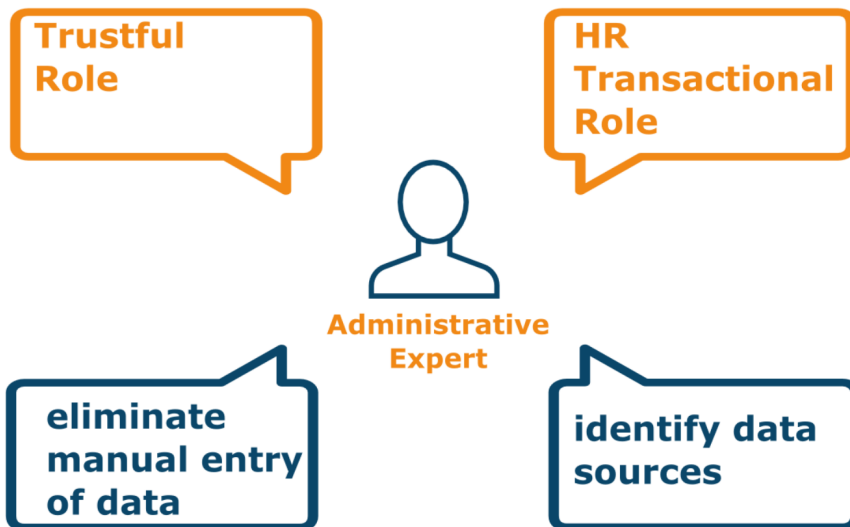 Trustful
Role
HR
Transactional
Role
Administrative
Expert
eliminate
manual entry
of data
identify data
sources